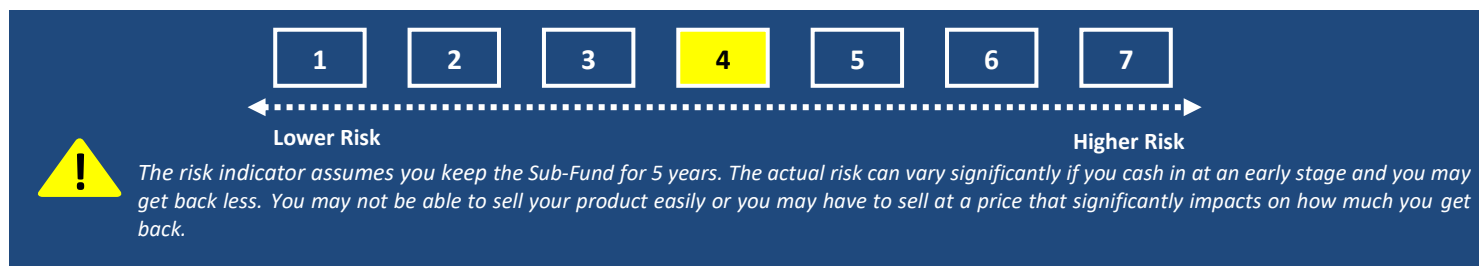 1 2 3 4 5 6 7
Lower Risk Higher Risk
!
The risk indicator assumes you keep the Sub-Fund for 5 years. The actual risk can vary significantly if you cash in at an early stage and you may
get back less. You may not be able to sell your product easily or you may have to sell at a price that significantly impacts on how much you get
back.